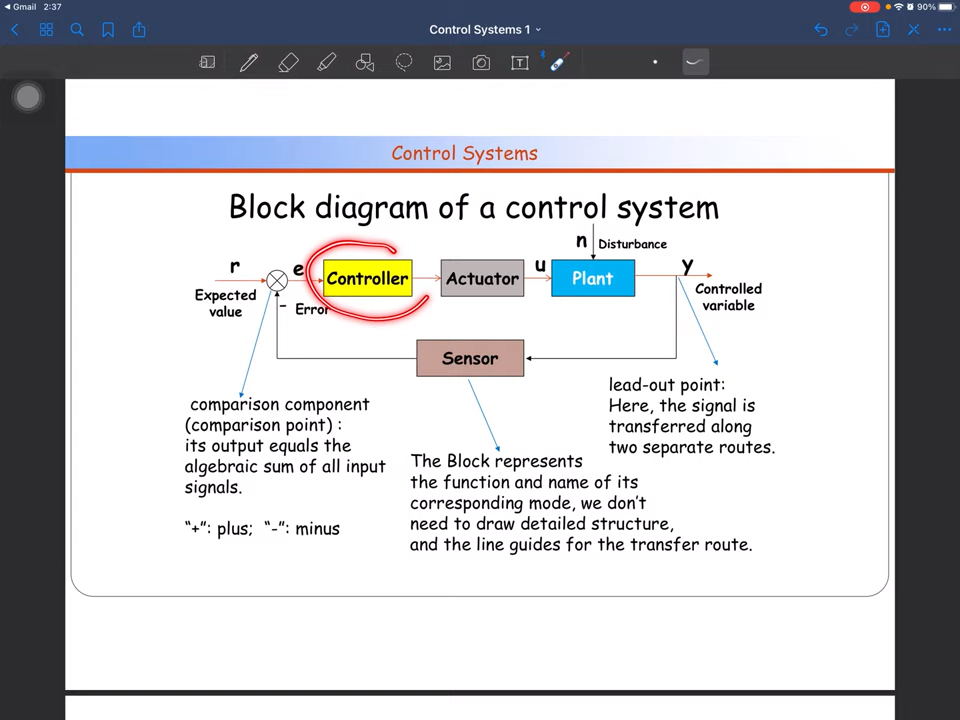 Gmail 2:37
90%
Control Systems 1
T
Control Systems
Block diagram of a control system
n Disturbance
r
e
Controller
Actuator
u
Plant
y
Expected
value
- Error
Controlled
variable
Sensor
comparison component
(comparison point) :
its output equals the
algebraic sum of all input
signals.
“+”: plus; “-”: minus
The Block represents
the function and name of its
corresponding mode, we don’t
need to draw detailed structure,
and the line guides for the transfer route.
lead-out point:
Here, the signal is
transferred along
two separate routes.